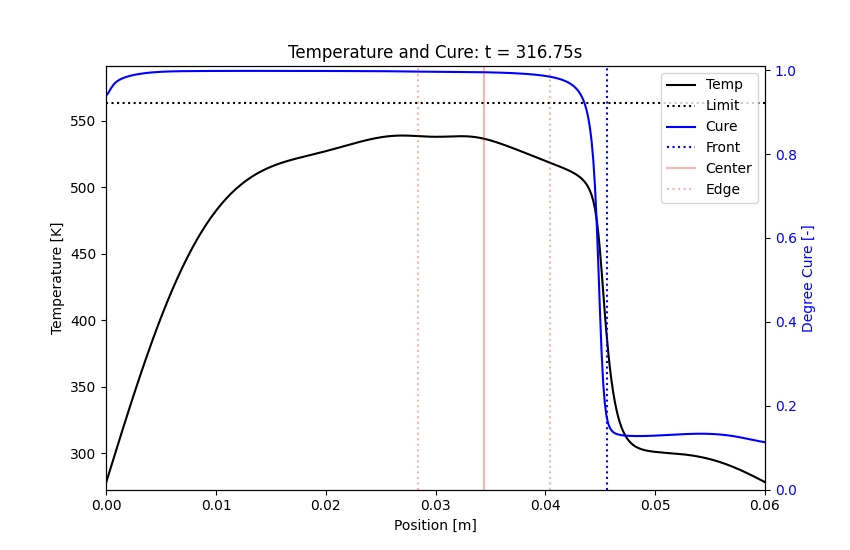 Temperature and Cure: t = 316.75s
Temperature [K]
550
500
450
400
350
300
1.0
0.8
0.6
0.4
0.2
0.0
Degree Cure [-]
Temp
Limit
Cure
Front
Center
Edge
0.00
0.01
0.02
0.03
0.04
0.05
0.06
Position [m]